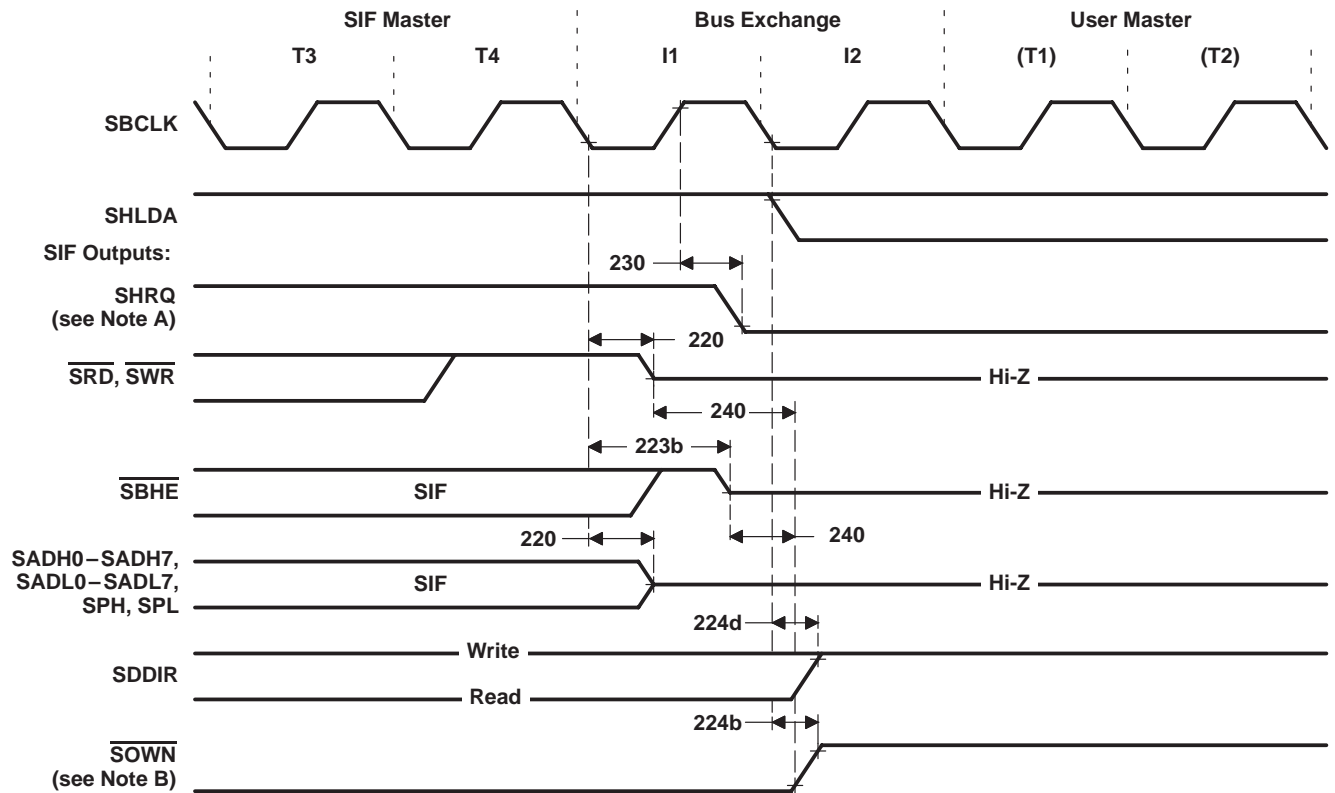 SIF Master Bus Exchange User Master
T3 T4 I1 I2 (T1) (T2)
SBCLK
SHLDA
SIF Outputs:
230
SHRQ
(see Note A)
220
SRD, SWR
Hi-Z
240
223b
SBHE
SIF
Hi-Z
220
240
SADH0–SADH7,
SADL0–SADL7,
SPH, SPL
SIF
Hi-Z
224d
Write
SDDIR
Read
224b
SOWN
(see Note B)